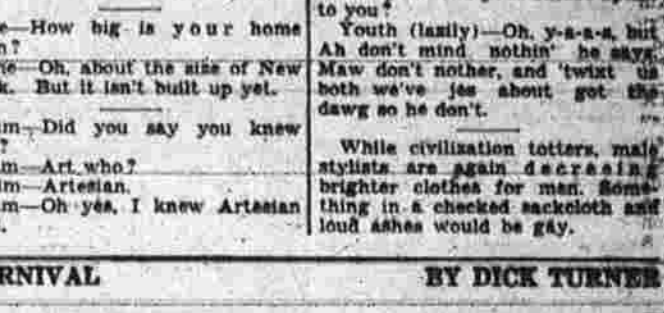 e—How big is your home
n?
ne—Oh, about the size of New
k. But it isn't built up yet.
im—Did you say you knew
?
m—Art who?
im—Artesian.
m—Oh yes, I knew Artesian
.
to you?
Youth (lazily)—Oh, y-a-a-s, but
Ah don't mind nothin' he says.
Maw don't nother, and 'twixt us
both we've jes about got the
dawg so he don't.
While civilization totters, male
stylists are again decreeing
brighter clothes for men. Some-
thing in a checked sackcloth and
loud ashes would be gay.
RNIVAL
BY DICK TURNER